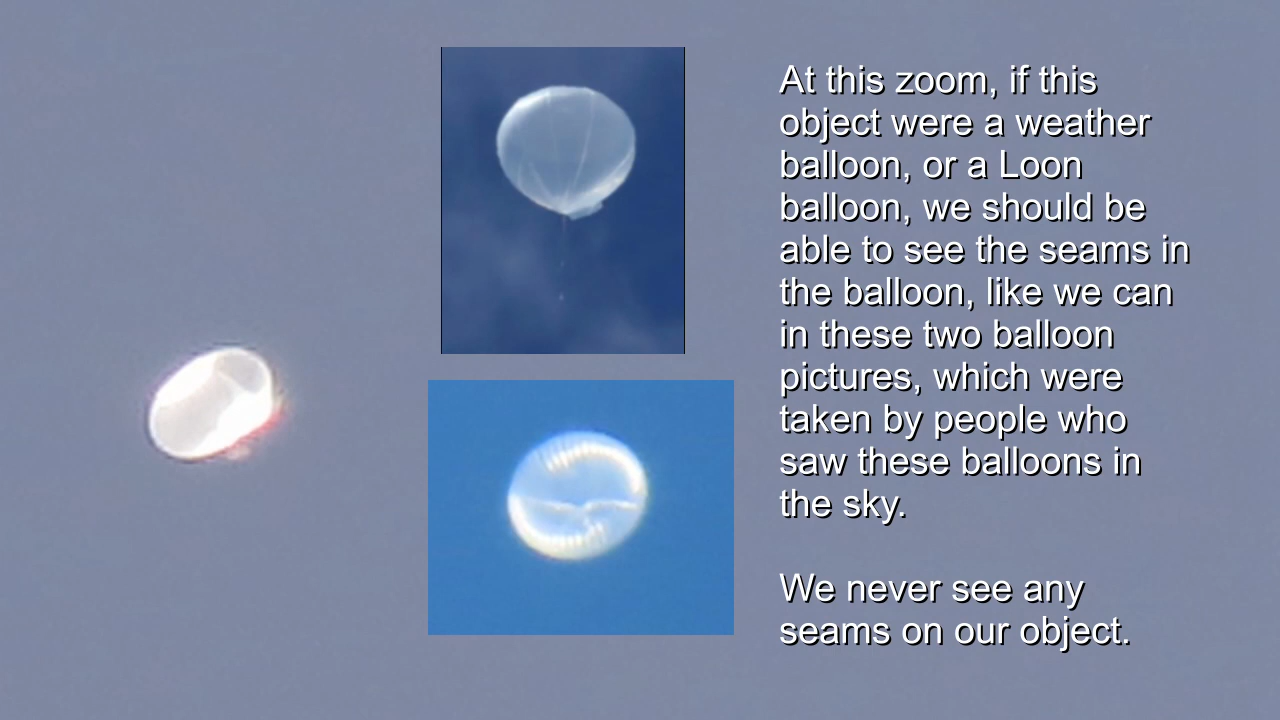 At this zoom, if this
object were a weather
balloon, or a Loon
balloon, we should be
able to see the seams in
the balloon, like we can
in these two balloon
pictures, which were
taken by people who
saw these balloons in
the sky.
We never see any
seams on our object.